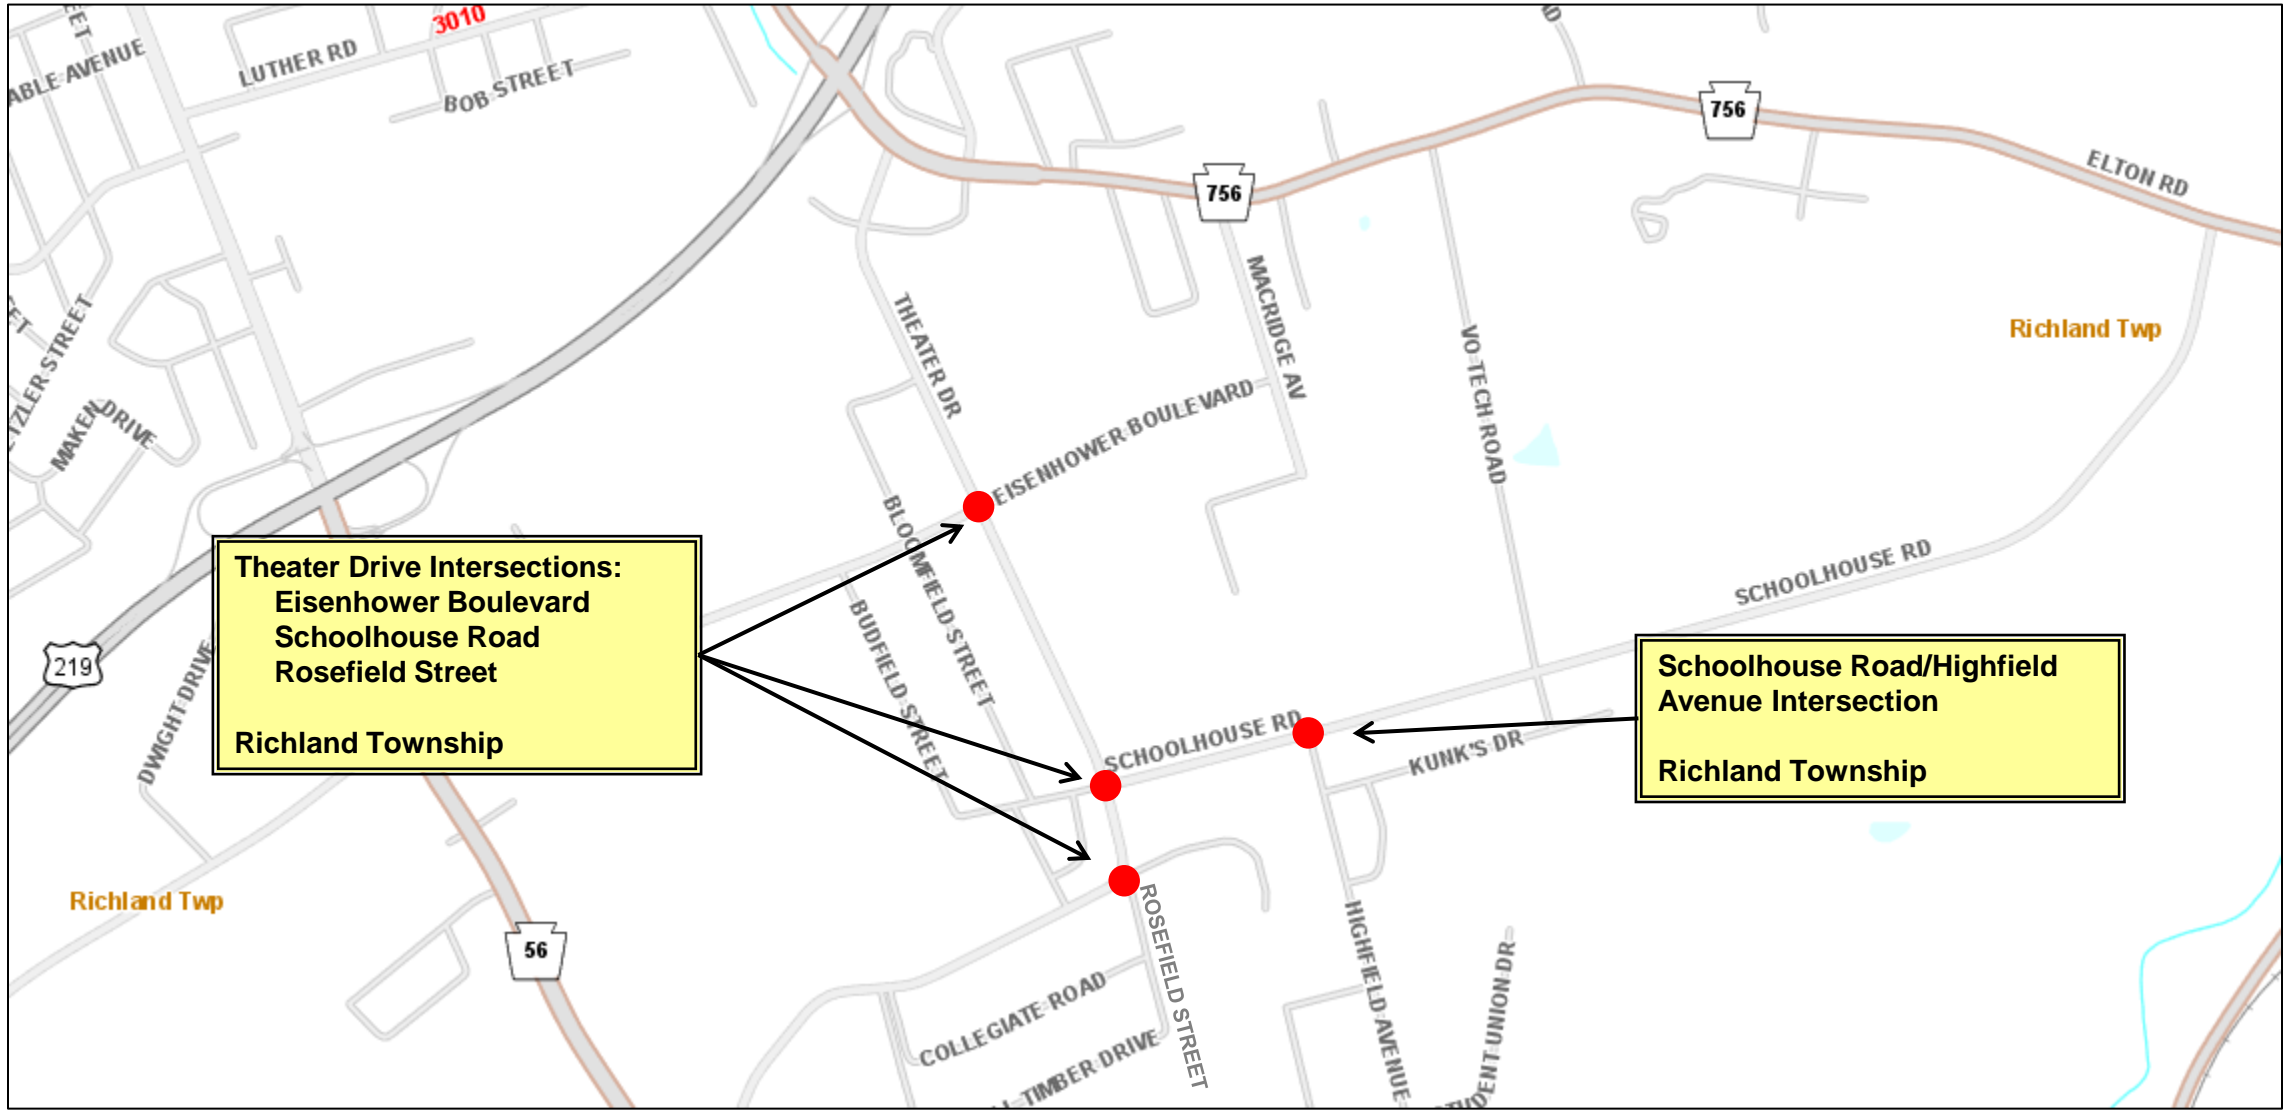 3010
LUTHER RD
BOB STREET
ABLE AVENUE
756
756
ELTON RD
MACRIDGE AV
THEATER DR
VO-TECH ROAD
Richland Twp
EISENHOWER BOULEVARD
MAKEN DRIVE
BLOOMFIELD STREET
BUDFIELD STREET
Theater Drive Intersections:
Eisenhower Boulevard
Schoolhouse Road
Rosefield Street
Richland Township
219
DWIGHT DRIVE
SCHOOLHOUSE RD
SCHOOLHOUSE RD
Schoolhouse Road/Highfield
Avenue Intersection
Richland Township
KUNK'S DR
Richland Twp
56
ROSEFIELD STREET
HIGHFIELD AVENUE
COLLEGIATE ROAD
TIMBER DRIVE
UNION DR